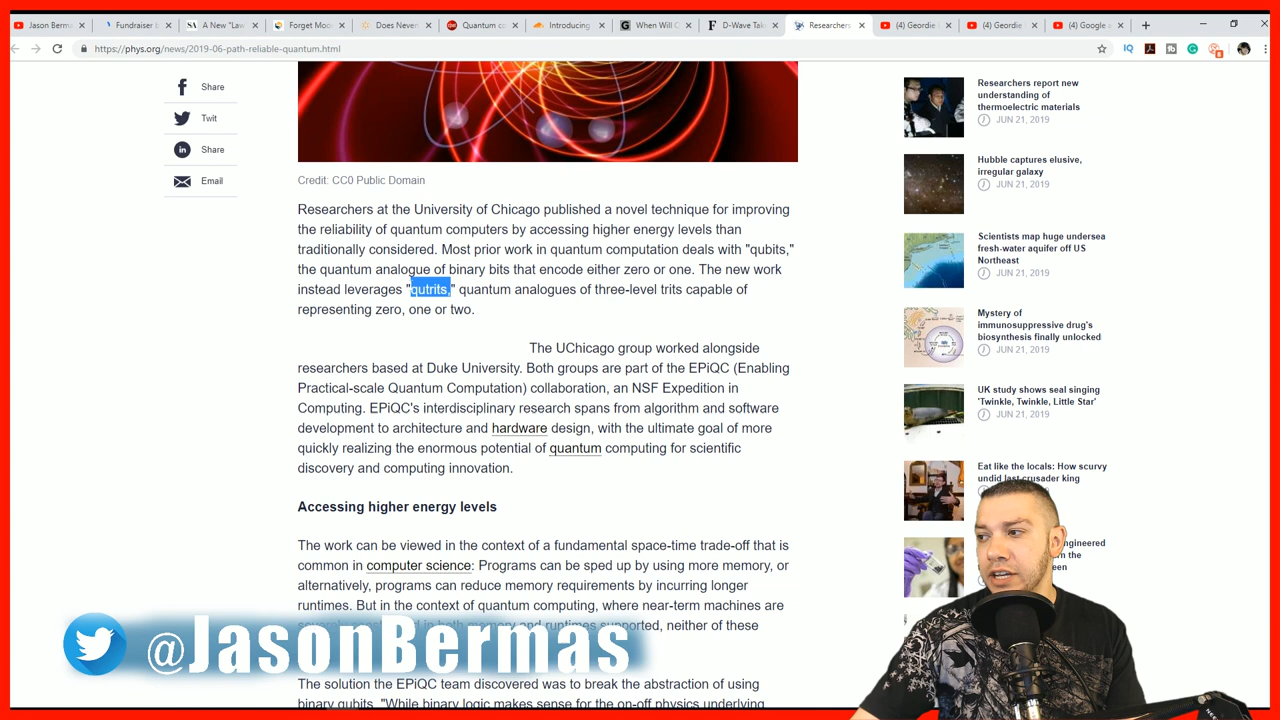 Jason Berma
Fundraiser b
A New "Law
Forget Moo
Does Neven
Quantum co
Introducing
When Will C
D-Wave Tak
Researchers
(4) Geordie
(4) Geordie
(4) Google a
https://phys.org/news/2019-06-path-reliable-quantum.html
Share
Twit
Share
Email
Credit: CC0 Public Domain
Researchers at the University of Chicago published a novel technique for improving
the reliability of quantum computers by accessing higher energy levels than
traditionally considered. Most prior work in quantum computation deals with "qubits,"
the quantum analogue of binary bits that encode either zero or one. The new work
instead leverages "qutrits," quantum analogues of three-level trits capable of
representing zero, one or two.
The UChicago group worked alongside
researchers based at Duke University. Both groups are part of the EPiQC (Enabling
Practical-scale Quantum Computation) collaboration, an NSF Expedition in
Computing. EPiQC's interdisciplinary research spans from algorithm and software
development to architecture and hardware design, with the ultimate goal of more
quickly realizing the enormous potential of quantum computing for scientific
discovery and computing innovation.
Accessing higher energy levels
The work can be viewed in the context of a fundamental space-time trade-off that is
common in computer science: Programs can be sped up by using more memory, or
alternatively, programs can reduce memory requirements by incurring longer
runtimes. But in the context of quantum computing, where near-term machines are
severely constrained in both memory and runtimes supported, neither of these
The solution the EPiQC team discovered was to break the abstraction of using
binary qubits. "While binary logic makes sense for the on-off physics underlying
Researchers report new
understanding of
thermoelectric materials
JUN 21, 2019
Hubble captures elusive,
irregular galaxy
JUN 21, 2019
Scientists map huge undersea
fresh-water aquifer off US
Northeast
JUN 21, 2019
Mystery of
immunosuppressive drug's
biosynthesis finally unlocked
JUN 21, 2019
UK study shows seal singing
'Twinkle, Twinkle, Little Star'
JUN 21, 2019
Eat like the locals: How scurvy
undid last crusader king
ngineered
n the
een
@JasonBermas